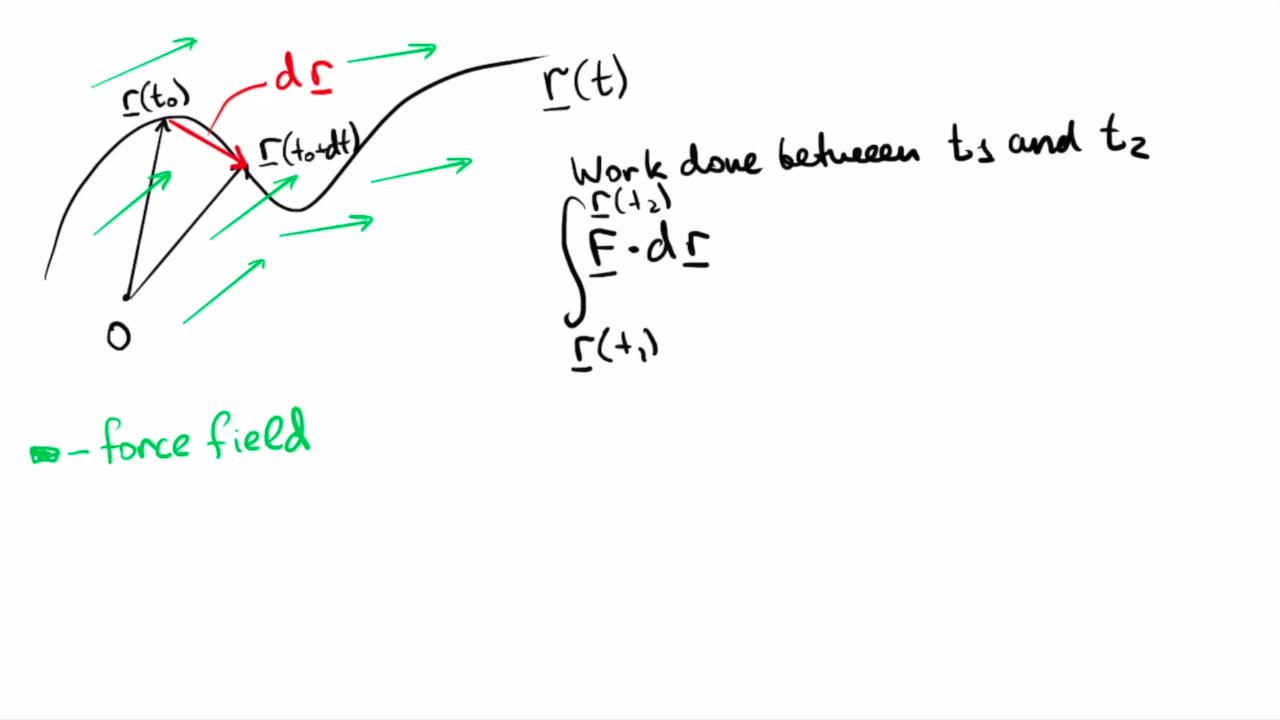 dr
r(t₀)
r(t₀+dt)
r(t)
Work done betweeen t₁ and t₂
r(t₂)
∫ F · dr
r(t₁)
O
– force field